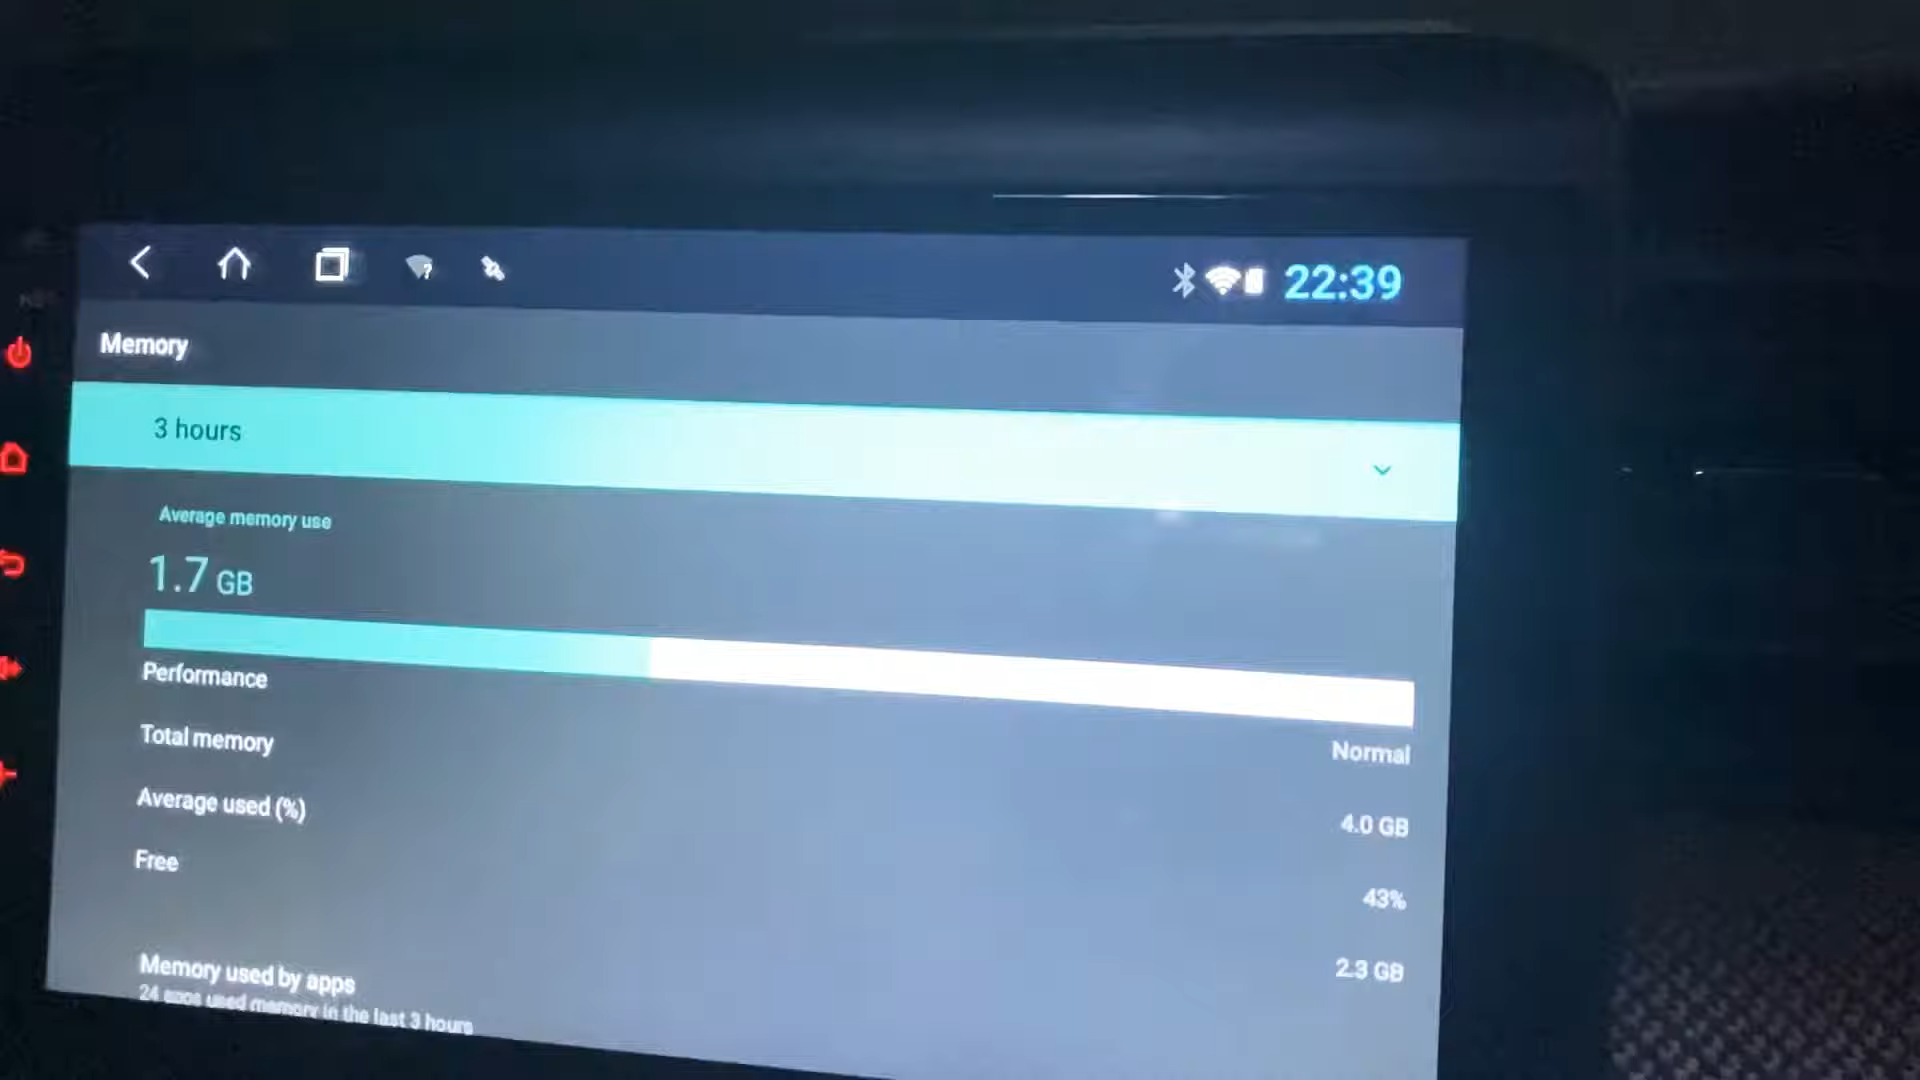 22:39
Memory
3 hours
Average memory use
1.7 GB
Performance
Normal
Total memory
4.0 GB
Average used (%)
43%
Free
2.3 GB
Memory used by apps
24 apps used memory in the last 3 hours